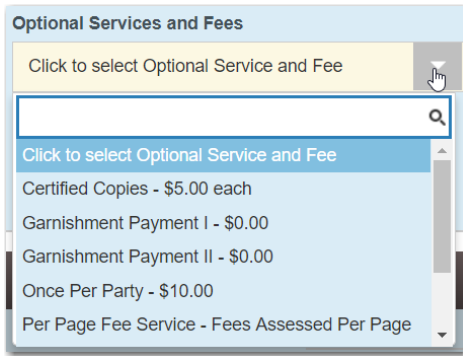 Optional Services and Fees
Click to select Optional Service and Fee
Click to select Optional Service and Fee
Certified Copies - $5.00 each
Garnishment Payment I - $0.00
Garnishment Payment II - $0.00
Once Per Party - $10.00
Per Page Fee Service - Fees Assessed Per Page